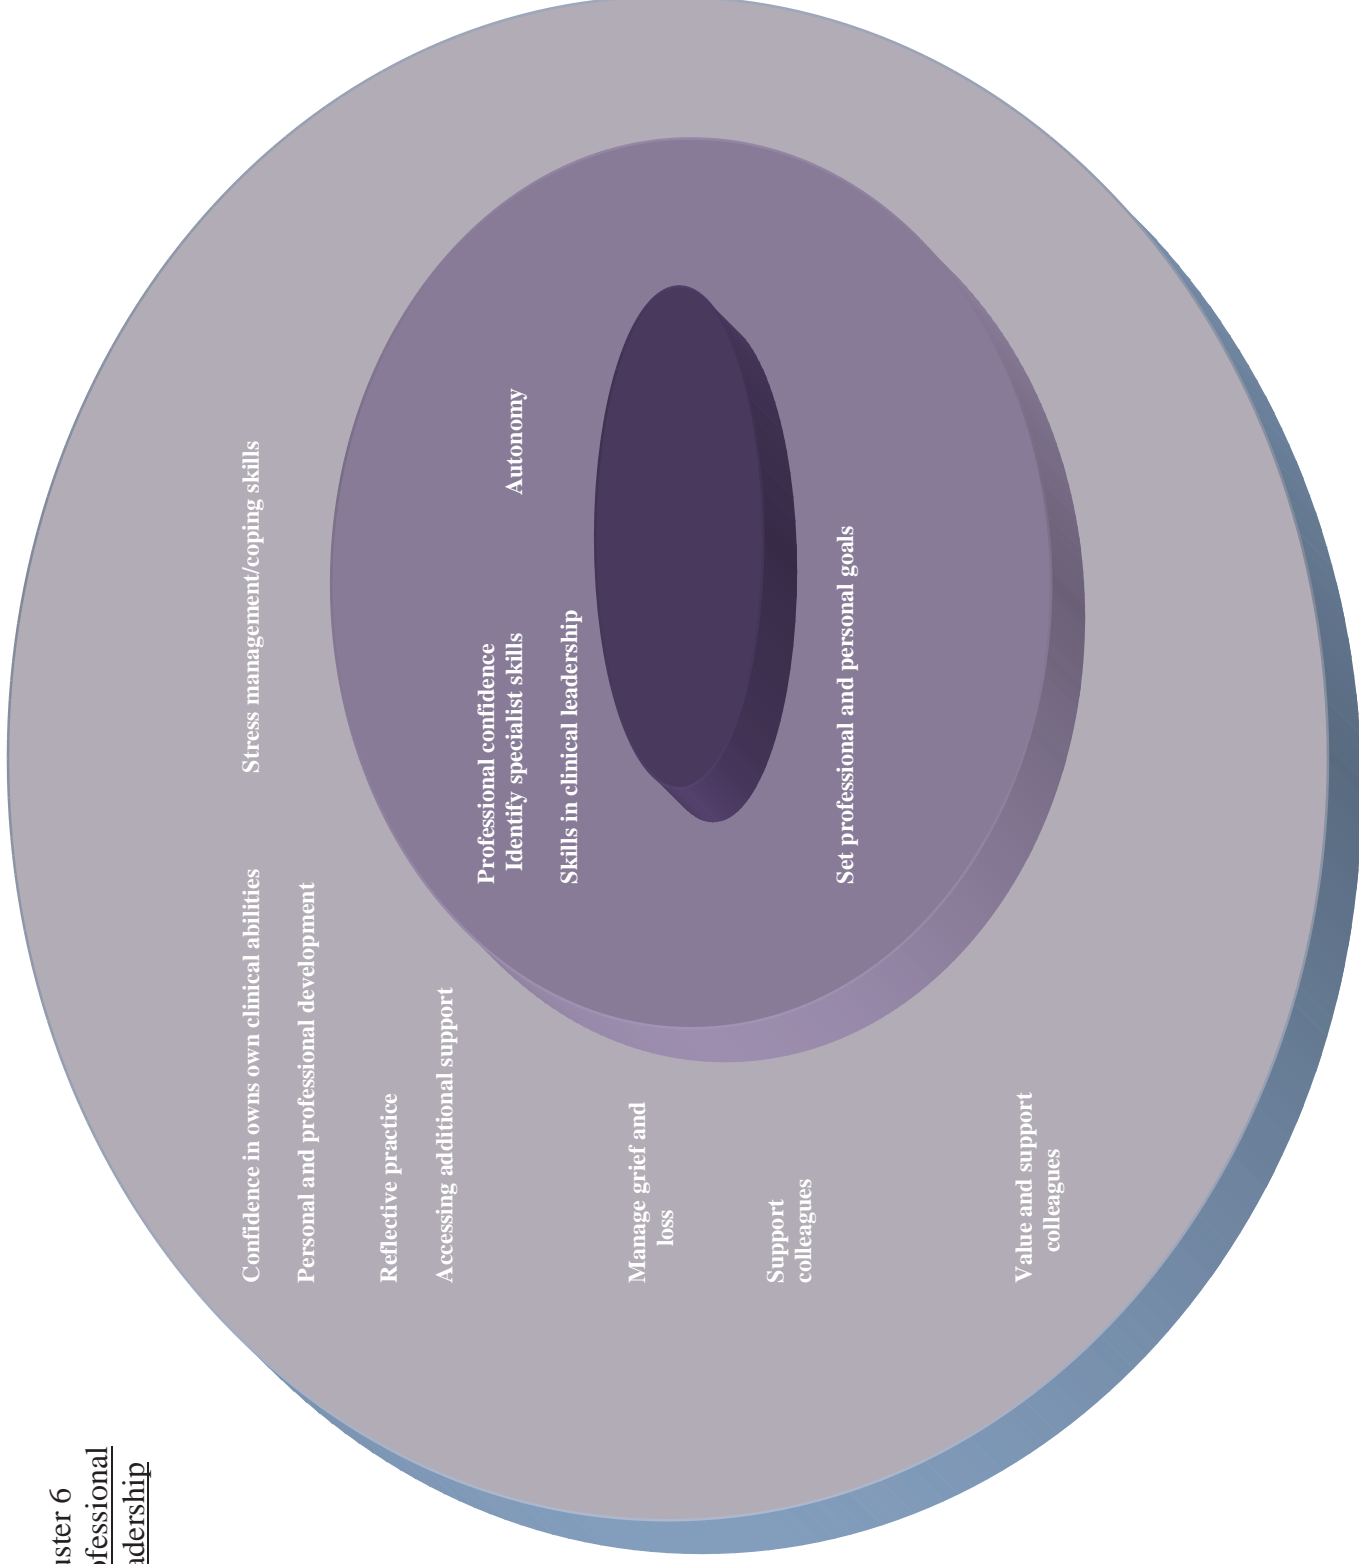 uster 6
ofessional
adership
Confidence in owns own clinical abilities
Stress management/coping skills
Personal and professional development
Reflective practice
Accessing additional support
Professional confidence
Identify specialist skills
Autonomy
Skills in clinical leadership
Manage grief and
loss
Support
colleagues
Set professional and personal goals
Value and support
colleagues